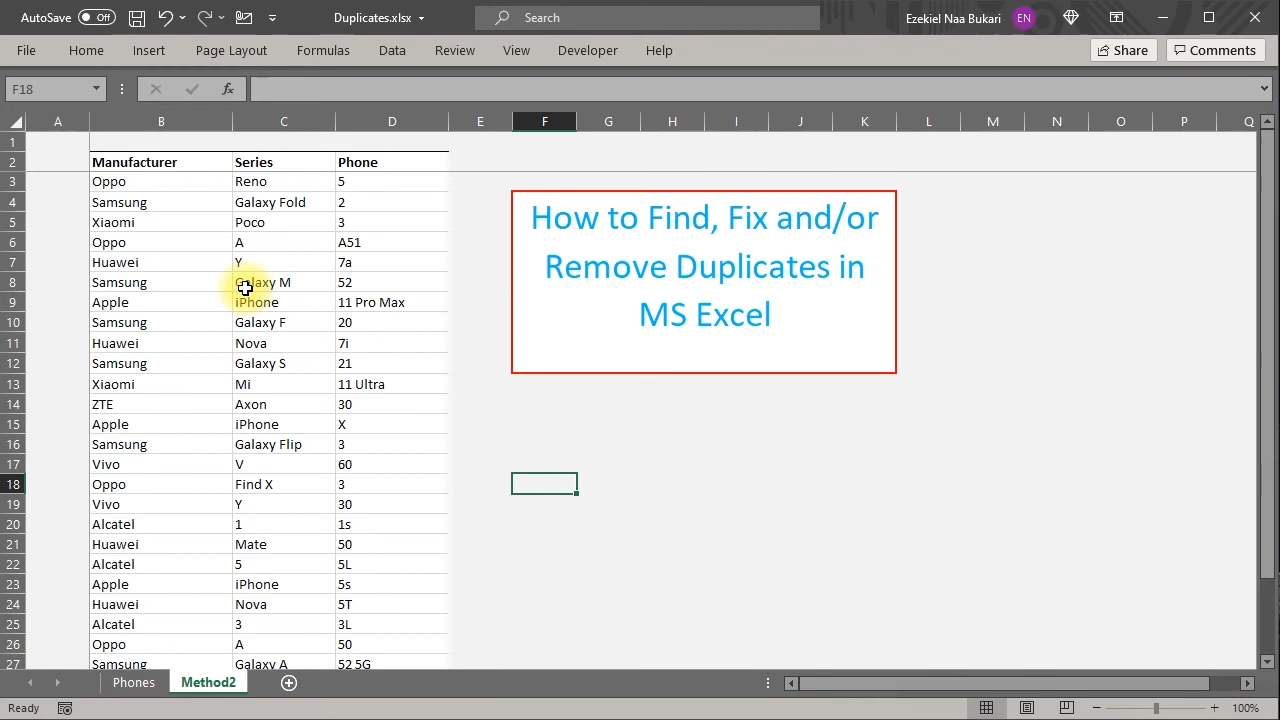 AutoSave Off Duplicates.xlsx Search Ezekiel Naa Bukari EN
File Home Insert Page Layout Formulas Data Review View Developer Help Share Comments
F18 fx
A B C D E F G H I J K L M N O P Q
1
2 Manufacturer Series Phone
3 Oppo Reno 5
4 Samsung Galaxy Fold 2
5 Xiaomi Poco 3
6 Oppo A A51
7 Huawei Y 7a
8 Samsung Galaxy M 52
9 Apple iPhone 11 Pro Max
10 Samsung Galaxy F 20
11 Huawei Nova 7i
12 Samsung Galaxy S 21
13 Xiaomi Mi 11 Ultra
14 ZTE Axon 30
15 Apple iPhone X
16 Samsung Galaxy Flip 3
17 Vivo V 60
18 Oppo Find X 3
19 Vivo Y 30
20 Alcatel 1 1s
21 Huawei Mate 50
22 Alcatel 5 5L
23 Apple iPhone 5s
24 Huawei Nova 5T
25 Alcatel 3 3L
26 Oppo A 50
27 Samsung Galaxy A 52 5G
How to Find, Fix and/or
Remove Duplicates in
MS Excel
Phones Method2
Ready 100%